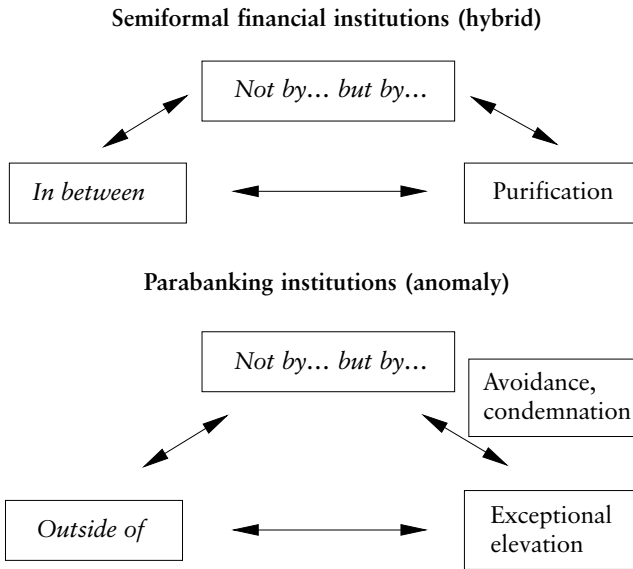 Semiformal financial institutions (hybrid)
Not by… but by…
In between
Purification
Parabanking institutions (anomaly)
Not by… but by…
Avoidance,
condemnation
Outside of
Exceptional
elevation